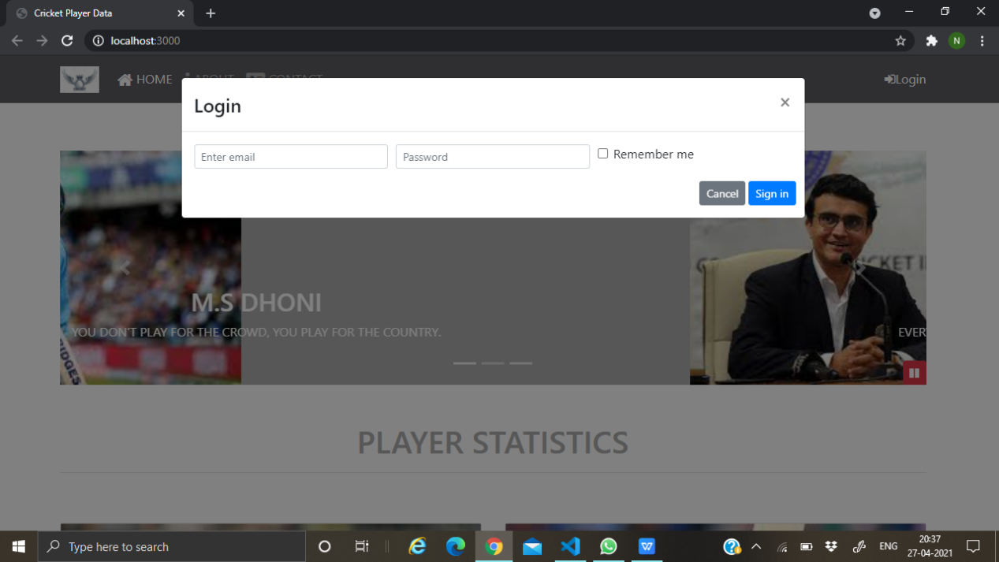 Cricket Player Data
localhost:3000
N
HOME ABOUT CONTACT Login
Login
Enter email Password Remember me
Cancel Sign in
M.S DHONI
YOU DON'T PLAY FOR THE CROWD, YOU PLAY FOR THE COUNTRY.
EVER
PLAYER STATISTICS
Type here to search
ENG
20:37
27-04-2021